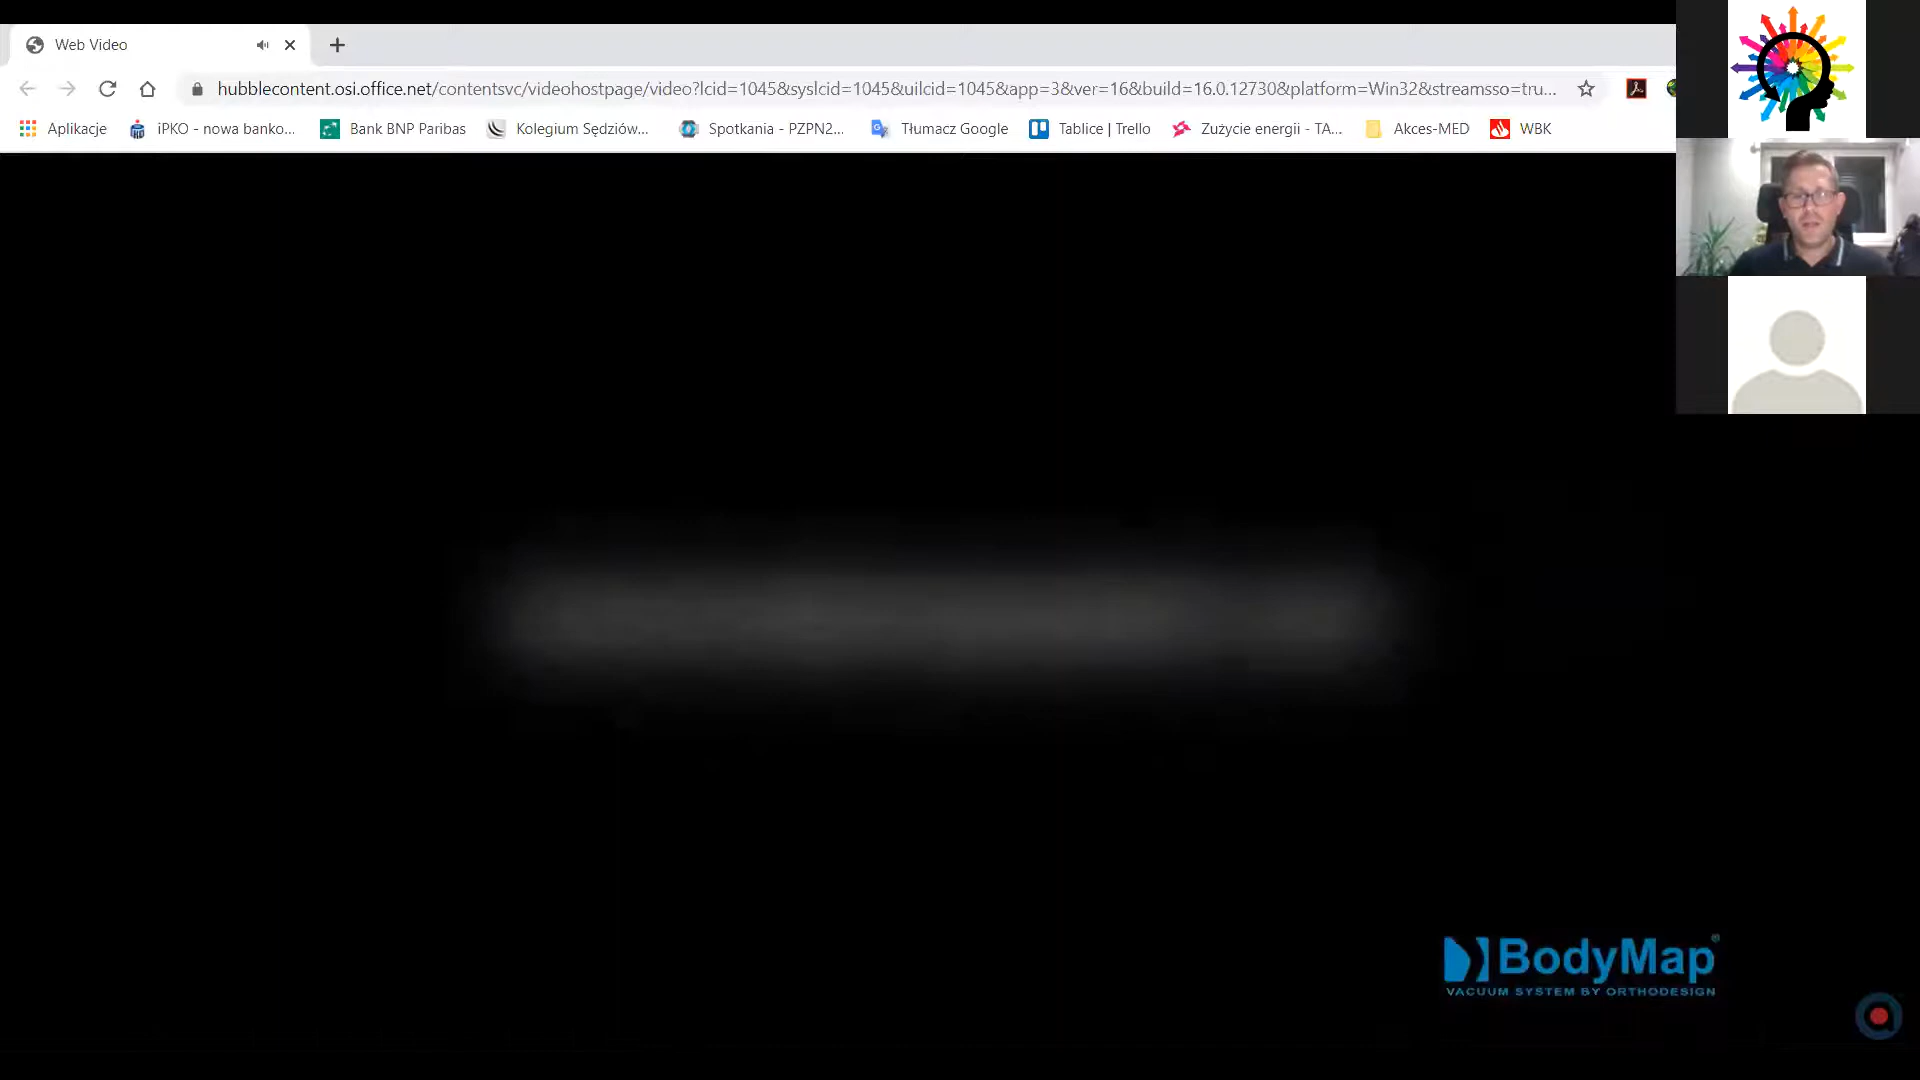 Web Video
hubblecontent.osi.office.net/contentsvc/videohostpage/video?lcid=1045&syslcid=1045&uilcid=1045&app=3&ver=16&build=16.0.12730&platform=Win32&streamsso=tru...
Aplikacje iPKO - nowa banko... Bank BNP Paribas Kolegium Sędziów... Spotkania - PZPN2... Tłumacz Google Tablice | Trello Zużycie energii - TA... Akces-MED WBK
BodyMap®
VACUUM SYSTEM BY ORTHODESIGN